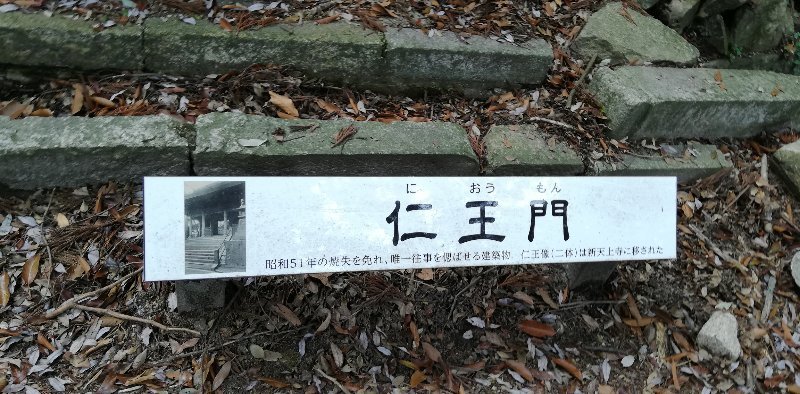 に おう もん
仁王門
昭和51年の焼失を免れ、唯一往事を偲ばせる建築物 仁王像(二体)は新天上寺に移された